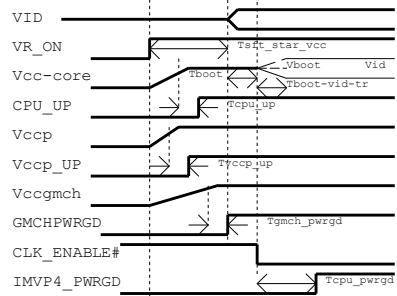 VID
VR_ON
Tsft_star_vcc
Vcc-core
Tboot
Vboot
Vid
Tboot-vid-tr
CPU_UP
Tcpu_up
Vccp
Vccp_UP
Tvccp_up
Vccgmch
GMCHPWRGD
Tgmch_pwrgd
CLK_ENABLE#
IMVP4_PWRGD
Tcpu_pwrgd